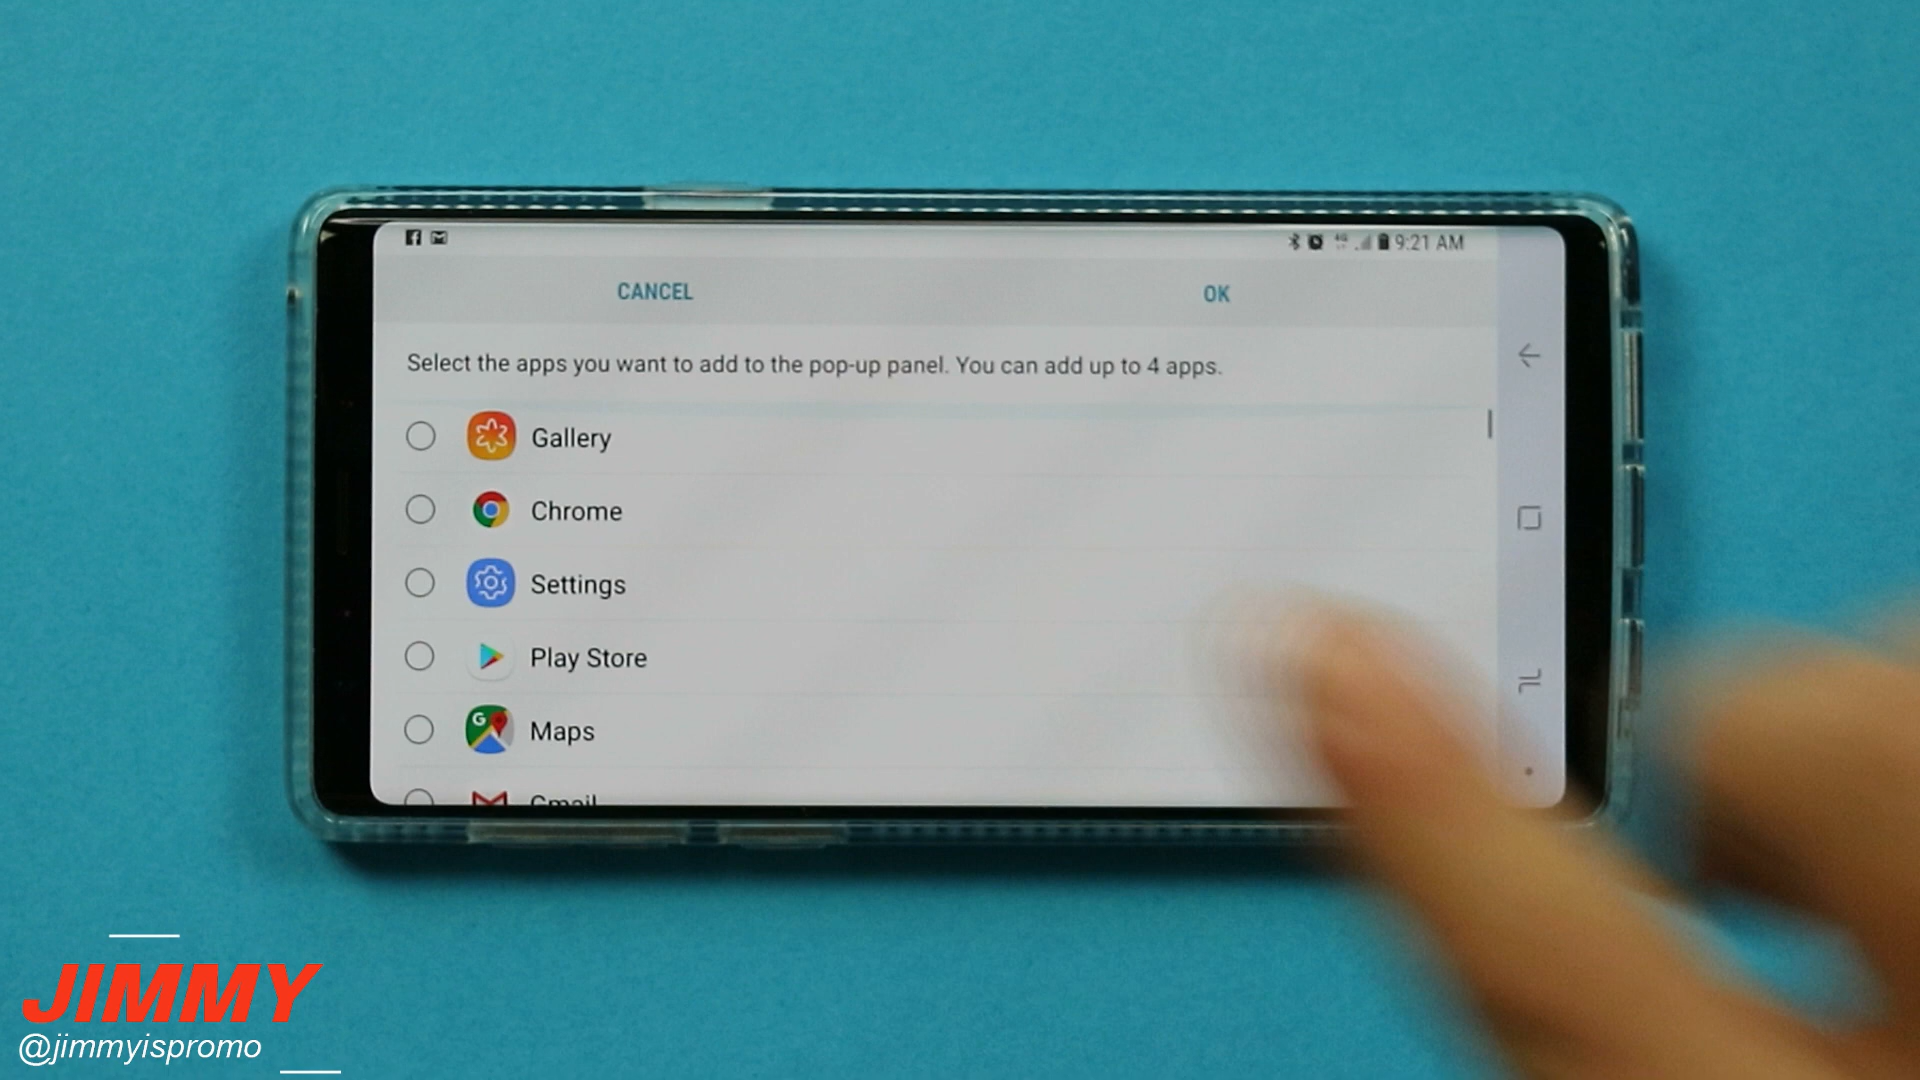 9:21 AM
CANCEL
OK
Select the apps you want to add to the pop-up panel. You can add up to 4 apps.
Gallery
Chrome
Settings
Play Store
G
Maps
Gmail
JIMMY
@jimmyispromo